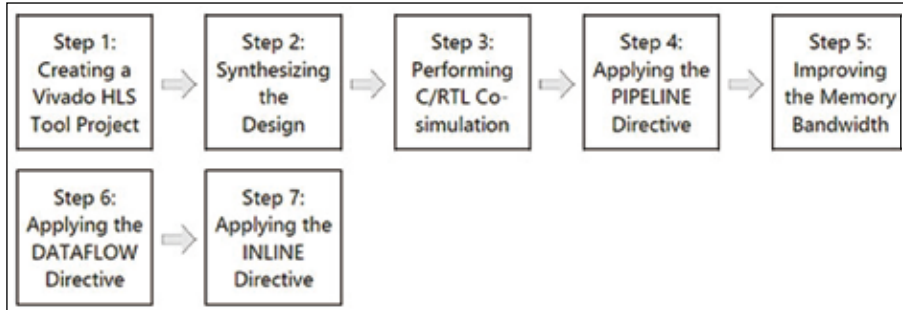 Step 1:
Creating a
Vivado HLS
Tool Project
Step 2:
Synthesizing
the
Design
Step 3:
Performing
C/RTL Co-
simulation
Step 4:
Applying the
PIPELINE
Directive
Step 5:
Improving
the Memory
Bandwidth
Step 6:
Applying the
DATAFLOW
Directive
Step 7:
Applying the
INLINE
Directive